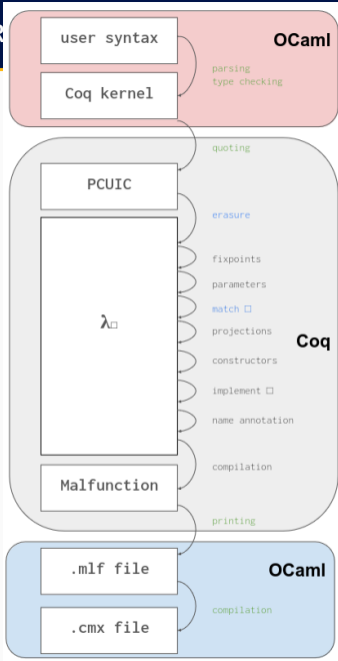 user syntax
OCaml
parsing
type checking
Coq kernel
quoting
PCUIC
erasure
fixpoints
parameters
match □
λ□
projections
Coq
constructors
implement □
name annotation
compilation
Malfunction
printing
.mlf file
OCaml
compilation
.cmx file